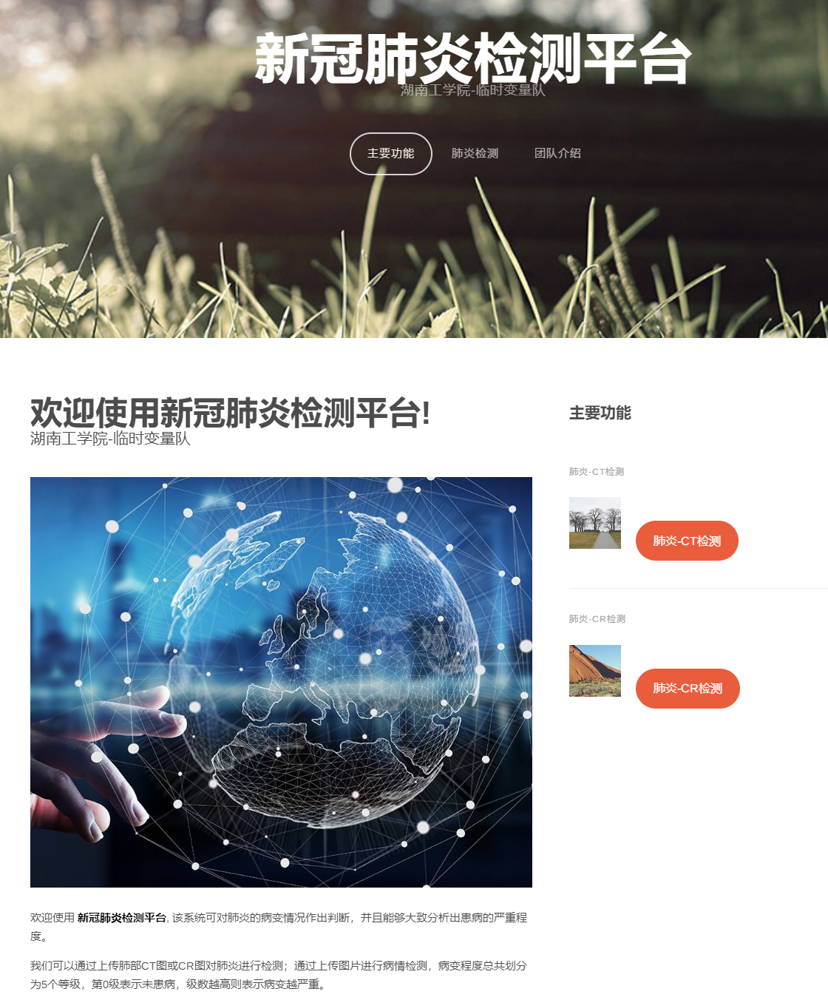 新冠肺炎检测平台
湖南工学院-临时变量队
主要功能
肺炎检测
团队介绍
欢迎使用新冠肺炎检测平台!
湖南工学院-临时变量队
欢迎使用 新冠肺炎检测平台, 该系统可对肺炎的病变情况作出判断，并且能够大致分析出患病的严重程
度。
我们可以通过上传肺部CT图或CR图对肺炎进行检测；通过上传图片进行病情检测，病变程度总共划分
为5个等级，第0级表示未患病，级数越高则表示病变越严重。
主要功能
肺炎-CT检测
肺炎-CT检测
肺炎-CR检测
肺炎-CR检测